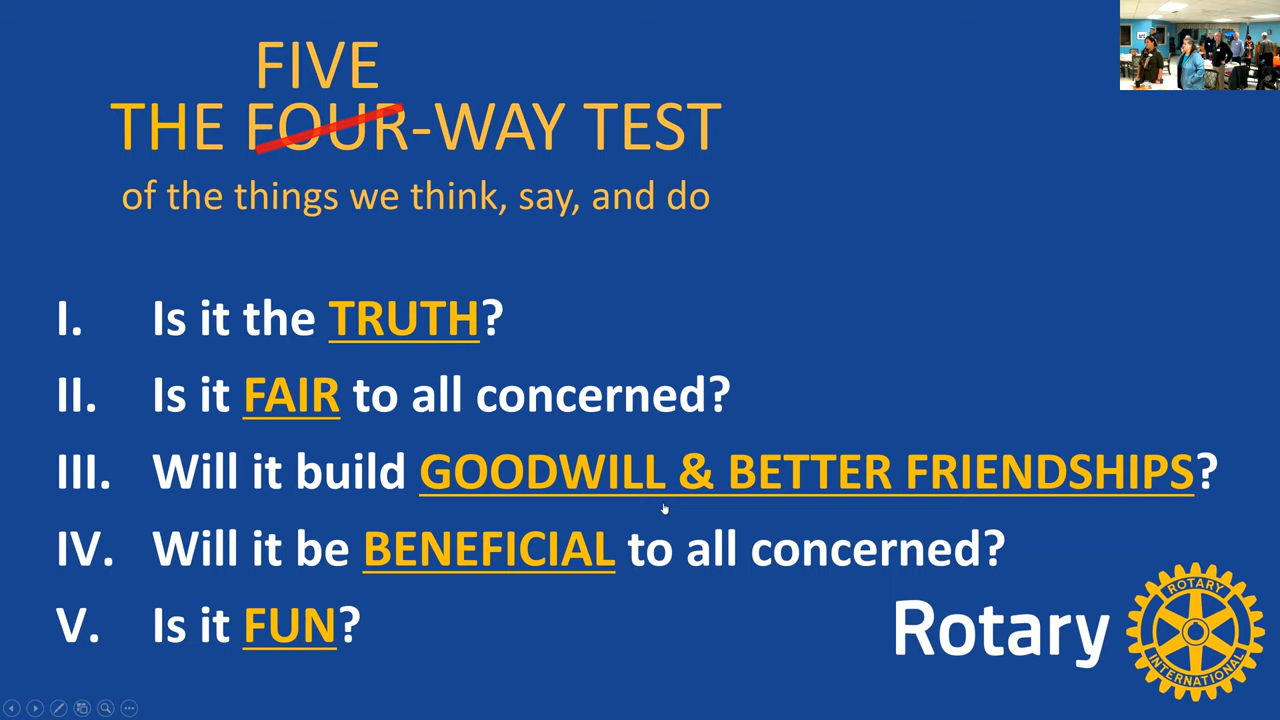 FIVE
THE FOUR-WAY TEST
of the things we think, say, and do
I. Is it the TRUTH?
II. Is it FAIR to all concerned?
III. Will it build GOODWILL & BETTER FRIENDSHIPS?
IV. Will it be BENEFICIAL to all concerned?
V. Is it FUN?
Rotary
ROTARY
INTERNATIONAL